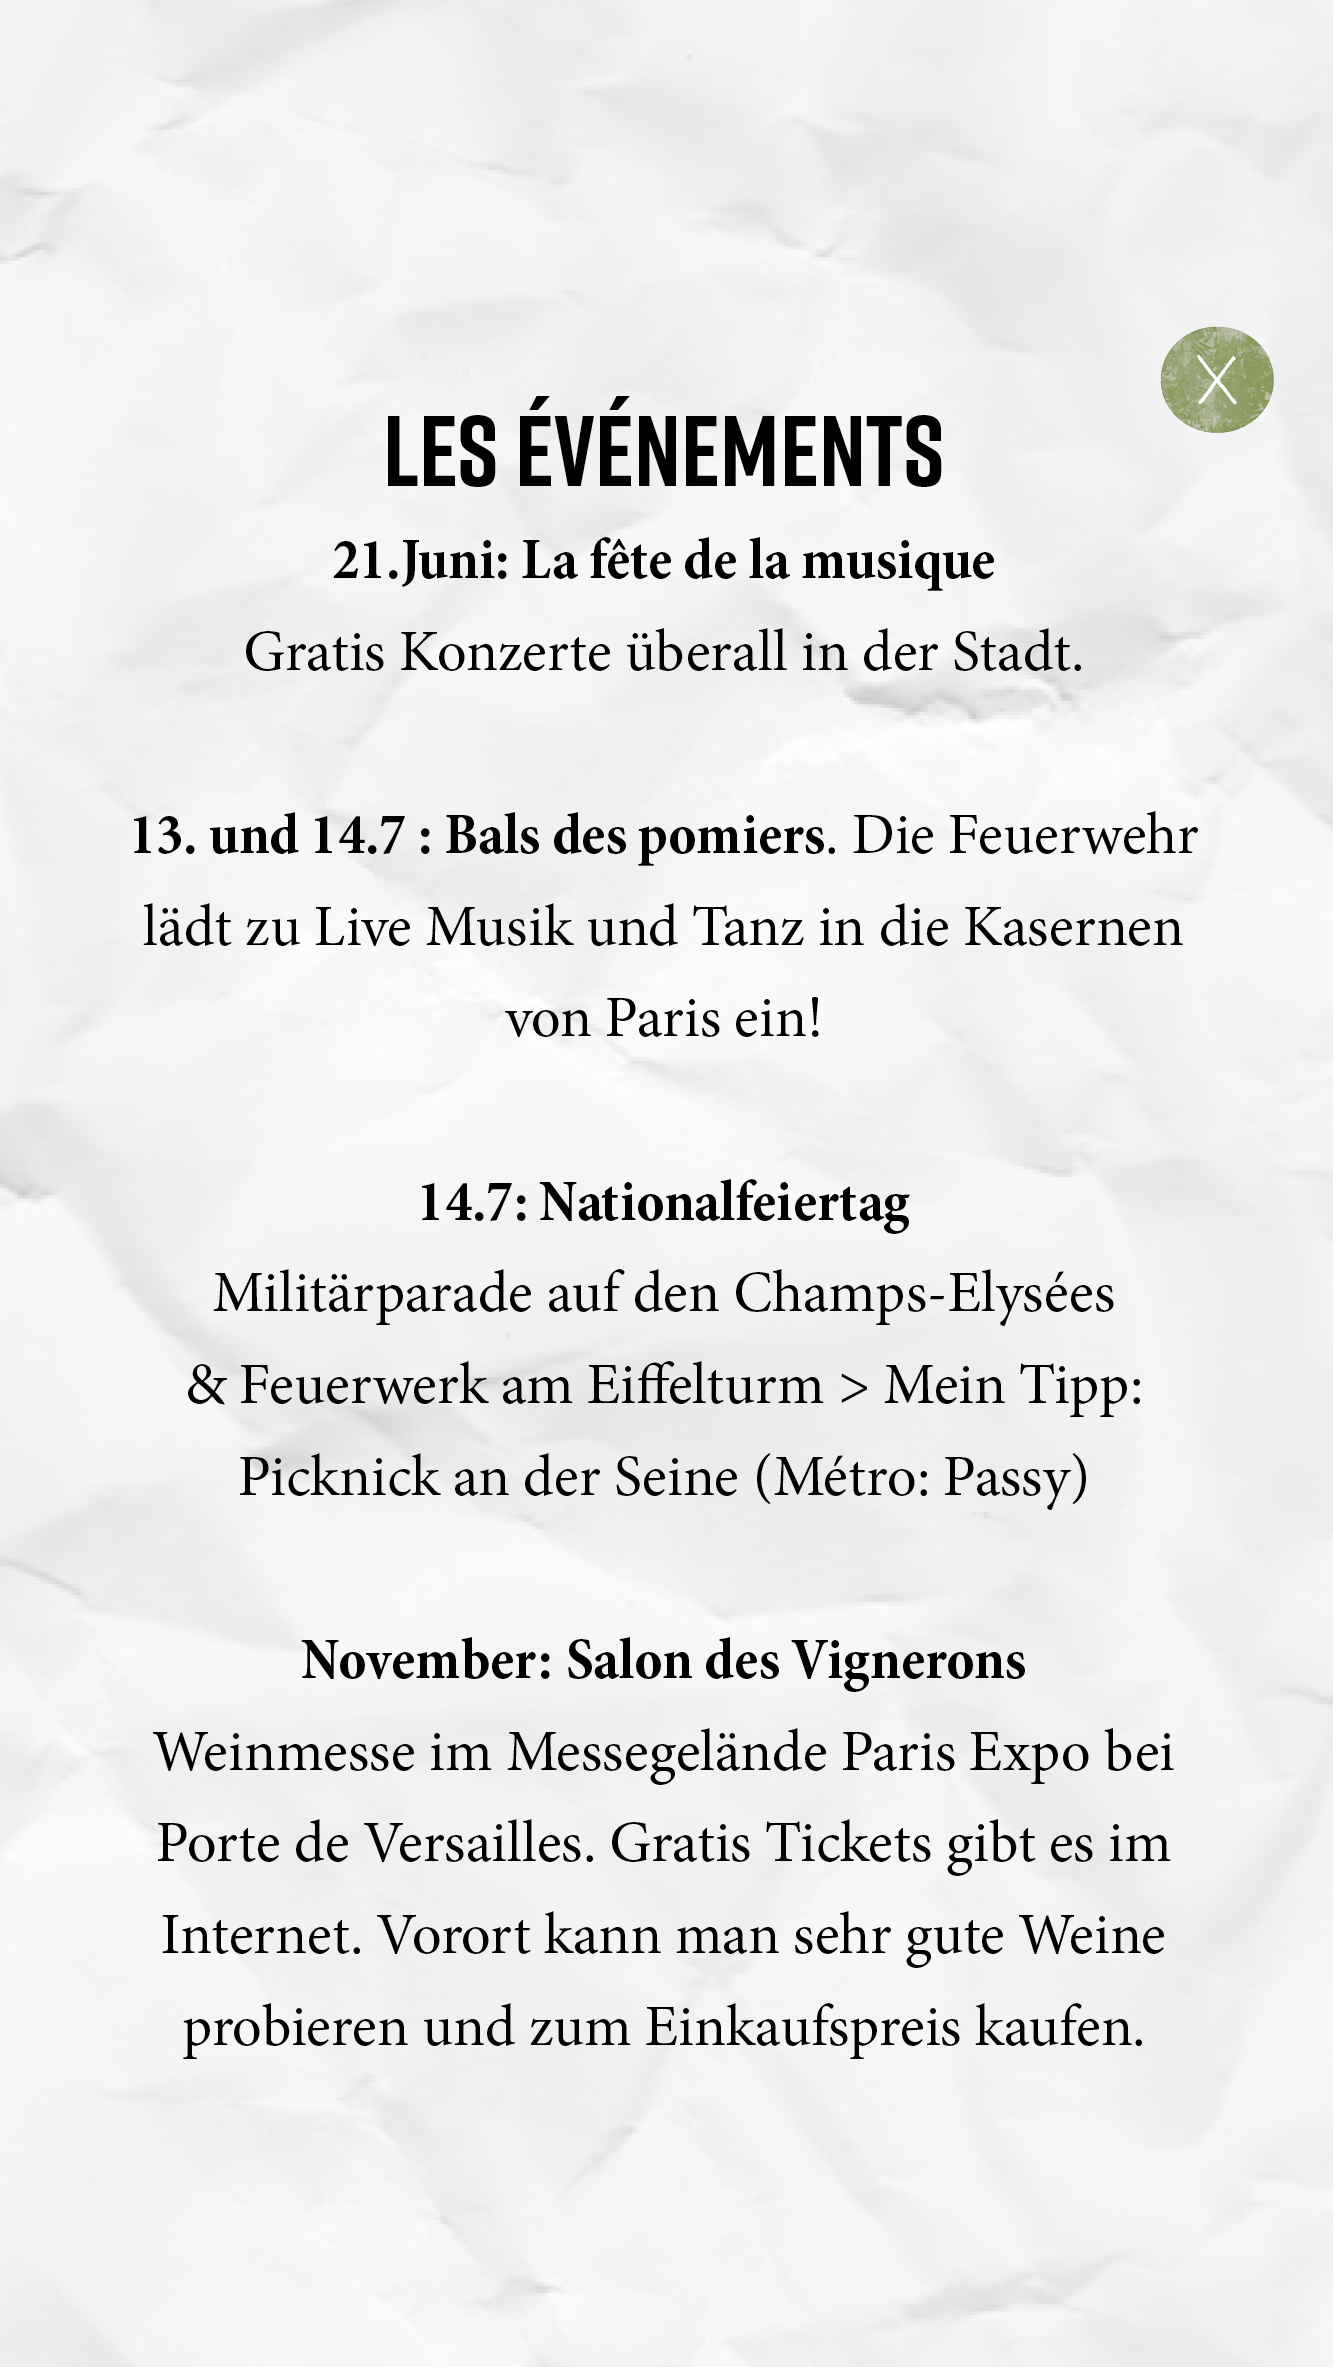 X
LES ÉVÉNEMENTS
21.Juni: La fête de la musique
Gratis Konzerte überall in der Stadt.
13. und 14.7 : Bals des pomiers. Die Feuerwehr
lädt zu Live Musik und Tanz in die Kasernen
von Paris ein!
14.7: Nationalfeiertag
Militärparade auf den Champs-Elysées
& Feuerwerk am Eiffelturm > Mein Tipp:
Picknick an der Seine (Métro: Passy)
November: Salon des Vignerons
Weinmesse im Messegelände Paris Expo bei
Porte de Versailles. Gratis Tickets gibt es im
Internet. Vorort kann man sehr gute Weine
probieren und zum Einkaufspreis kaufen.